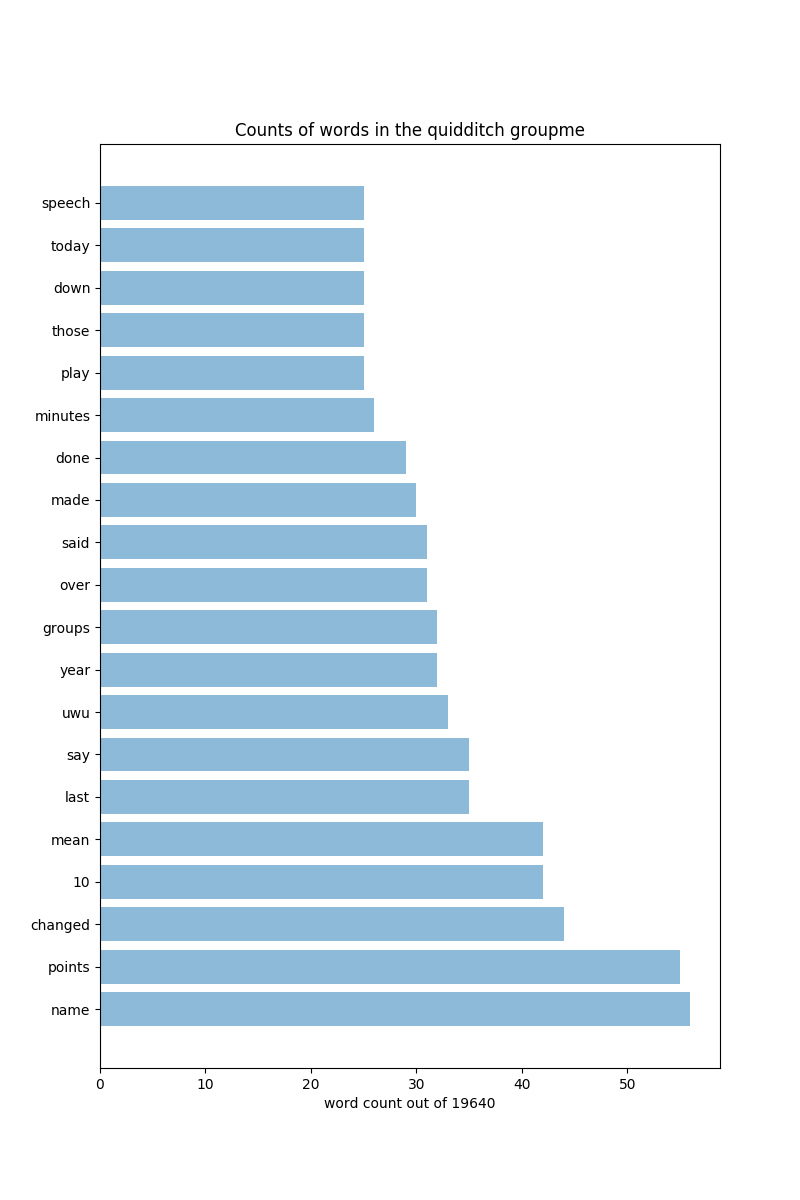 Counts of words in the quidditch groupme
speech
today
down
those
play
minutes
done
made
said
over
groups
year
uwu
say
last
mean
10
changed
points
name
0 10 20 30 40 50
word count out of 19640